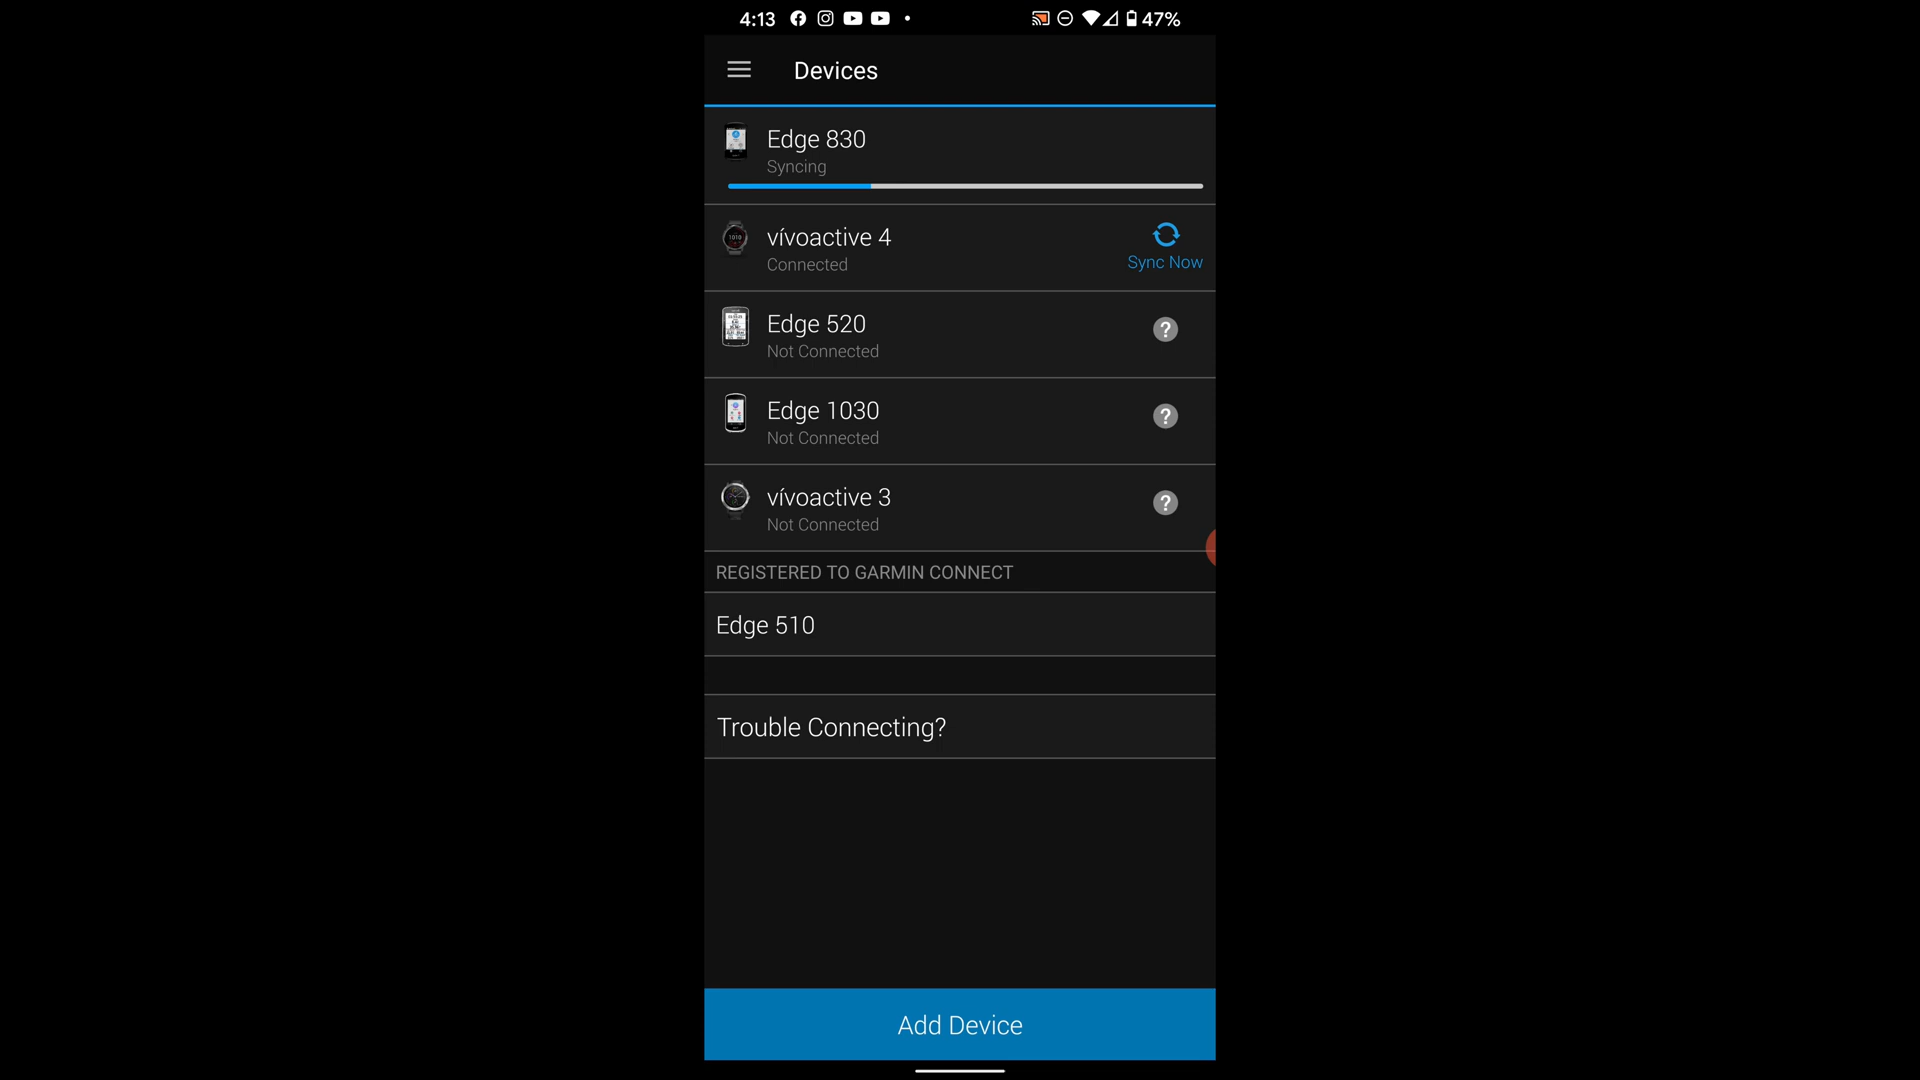 4:13 47%
Devices
Edge 830
Syncing
vívoactive 4
Connected
Sync Now
Edge 520
Not Connected
?
Edge 1030
Not Connected
?
vívoactive 3
Not Connected
?
REGISTERED TO GARMIN CONNECT
Edge 510
Trouble Connecting?
Add Device